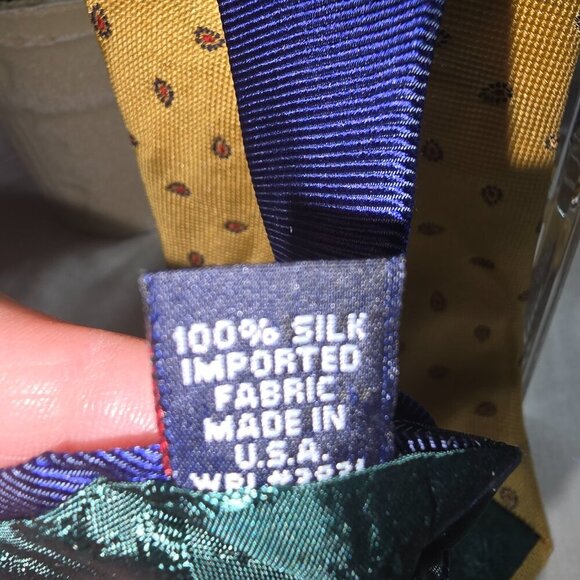 100% SILK
IMPORTED
FABRIC
MADE IN
U.S.A.
WPL